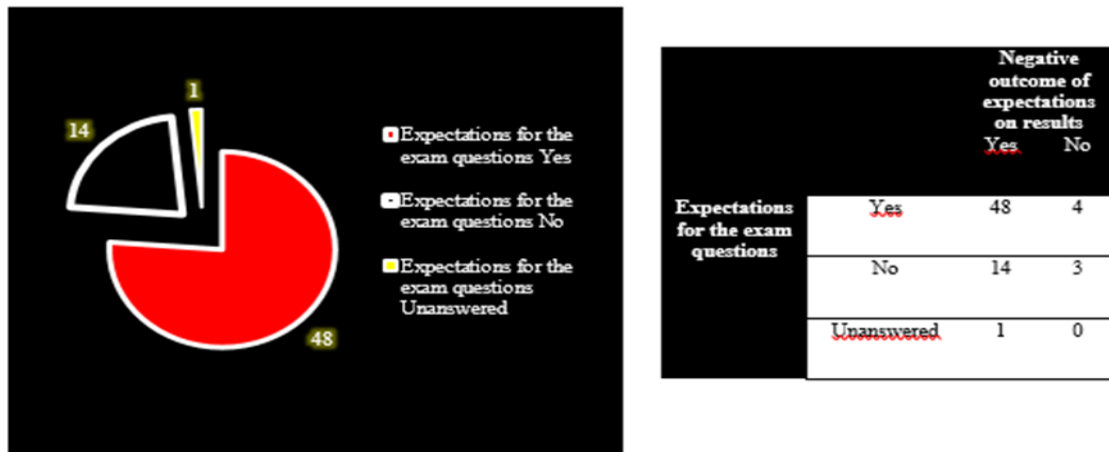 1
14
Expectations for the
exam questions Yes
Expectations for the
exam questions No
Expectations for the
exam questions
Unanswered
48
Negative
outcome of
expectations
on results
Yes No
Expectations
for the exam
questions
Yes 48 4
No 14 3
Unanswered 1 0